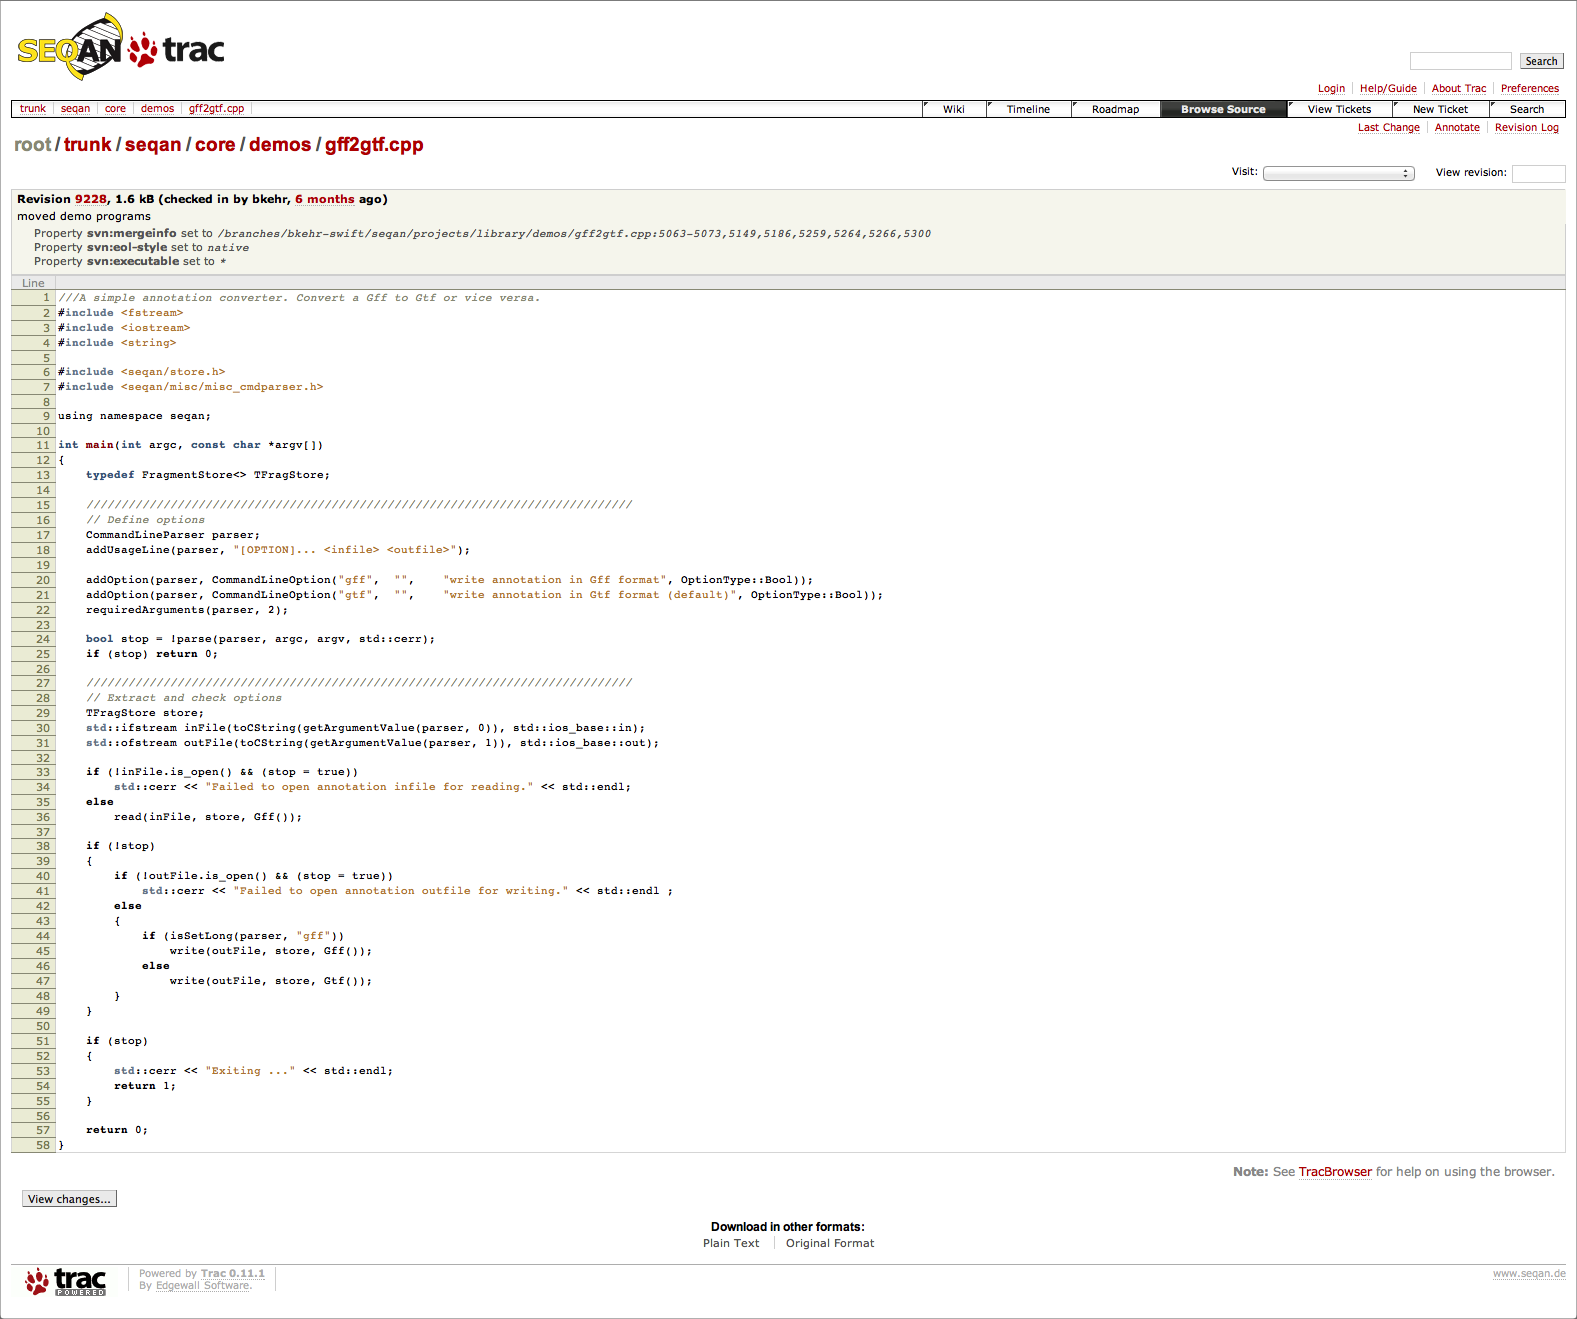 SEQAN trac
Search
Login Help/Guide About Trac Preferences
trunk seqan core demos gff2gtf.cpp Wiki Timeline Roadmap Browse Source View Tickets New Ticket Search
Last Change Annotate Revision Log
root/trunk/seqan/core/demos/gff2gtf.cpp
Visit: View revision:
Revision 9228, 1.6 kB (checked in by bkehr, 6 months ago)
moved demo programs
Property svn:mergeinfo set to /branches/bkehr-swift/seqan/projects/library/demos/gff2gtf.cpp:5063-5073,5149,5186,5259,5264,5266,5300
Property svn:eol-style set to native
Property svn:executable set to *
Line
1 ///A simple annotation converter. Convert a Gff to Gtf or vice versa.
2 #include <fstream>
3 #include <iostream>
4 #include <string>
5
6 #include <seqan/store.h>
7 #include <seqan/misc/misc_cmdparser.h>
8
9 using namespace seqan;
10
11 int main(int argc, const char *argv[])
12 {
13     typedef FragmentStore<> TFragStore;
14
15     //////////////////////////////////////////////////////////////////////////////
16     // Define options
17     CommandLineParser parser;
18     addUsageLine(parser, "[OPTION]... <infile> <outfile>");
19
20     addOption(parser, CommandLineOption("gff",  "",    "write annotation in Gff format", OptionType::Bool));
21     addOption(parser, CommandLineOption("gtf",  "",    "write annotation in Gtf format (default)", OptionType::Bool));
22     requiredArguments(parser, 2);
23
24     bool stop = !parse(parser, argc, argv, std::cerr);
25     if (stop) return 0;
26
27     //////////////////////////////////////////////////////////////////////////////
28     // Extract and check options
29     TFragStore store;
30     std::ifstream inFile(toCString(getArgumentValue(parser, 0)), std::ios_base::in);
31     std::ofstream outFile(toCString(getArgumentValue(parser, 1)), std::ios_base::out);
32
33     if (!inFile.is_open() && (stop = true))
34         std::cerr << "Failed to open annotation infile for reading." << std::endl;
35     else
36         read(inFile, store, Gff());
37
38     if (!stop)
39     {
40         if (!outFile.is_open() && (stop = true))
41             std::cerr << "Failed to open annotation outfile for writing." << std::endl ;
42         else
43         {
44             if (isSetLong(parser, "gff"))
45                 write(outFile, store, Gff());
46             else
47                 write(outFile, store, Gtf());
48         }
49     }
50
51     if (stop)
52     {
53         std::cerr << "Exiting ..." << std::endl;
54         return 1;
55     }
56
57     return 0;
58 }
Note: See TracBrowser for help on using the browser.
View changes...
Download in other formats:
Plain Text Original Format
trac POWERED
Powered by Trac 0.11.1
By Edgewall Software.
www.seqan.de